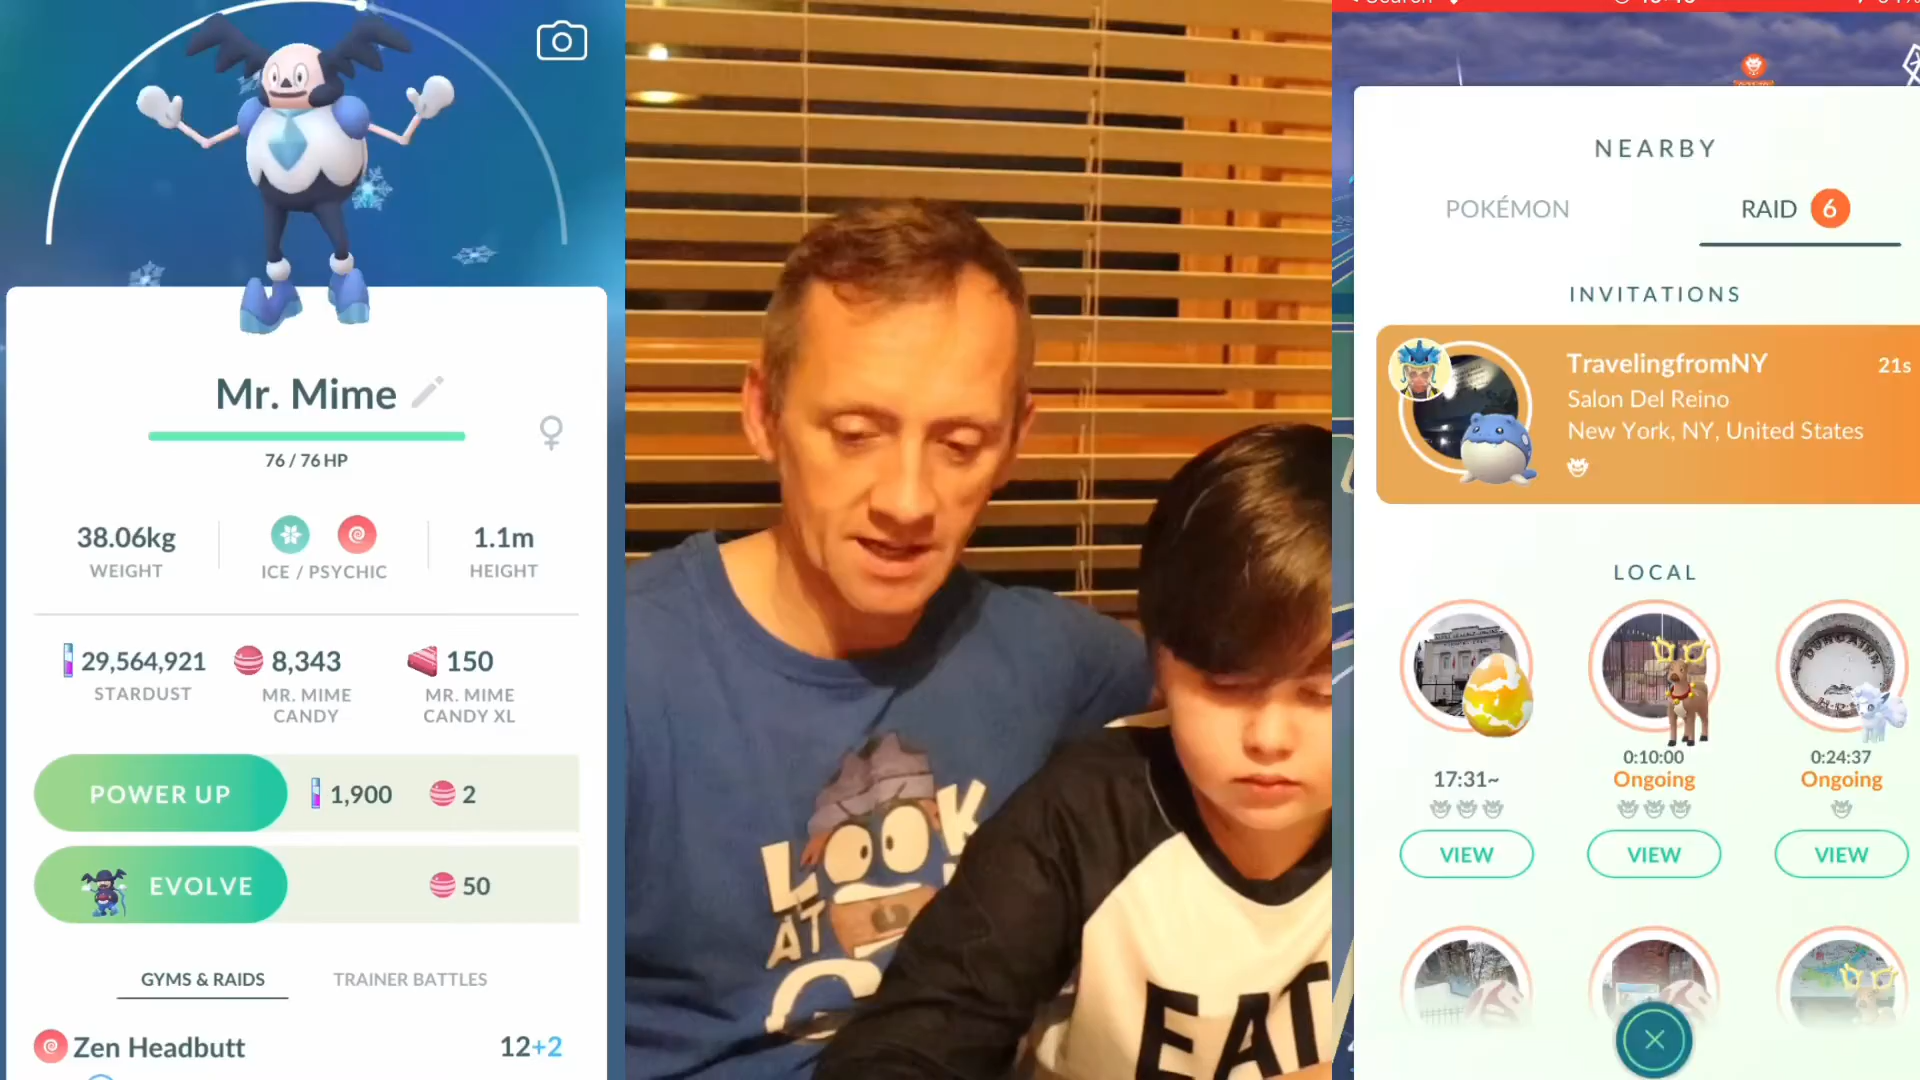 Mr. Mime
76 / 76 HP
38.06kg
WEIGHT
ICE / PSYCHIC
1.1m
HEIGHT
29,564,921
STARDUST
8,343
MR. MIME
CANDY
150
MR. MIME
CANDY XL
POWER UP
1,900
2
EVOLVE
50
GYMS & RAIDS
TRAINER BATTLES
Zen Headbutt
12+2
LOOK
AT
EAT
NEARBY
POKÉMON
RAID 6
INVITATIONS
TravelingfromNY
21s
Salon Del Reino
New York, NY, United States
LOCAL
17:31~
VIEW
0:10:00
Ongoing
VIEW
0:24:37
Ongoing
VIEW